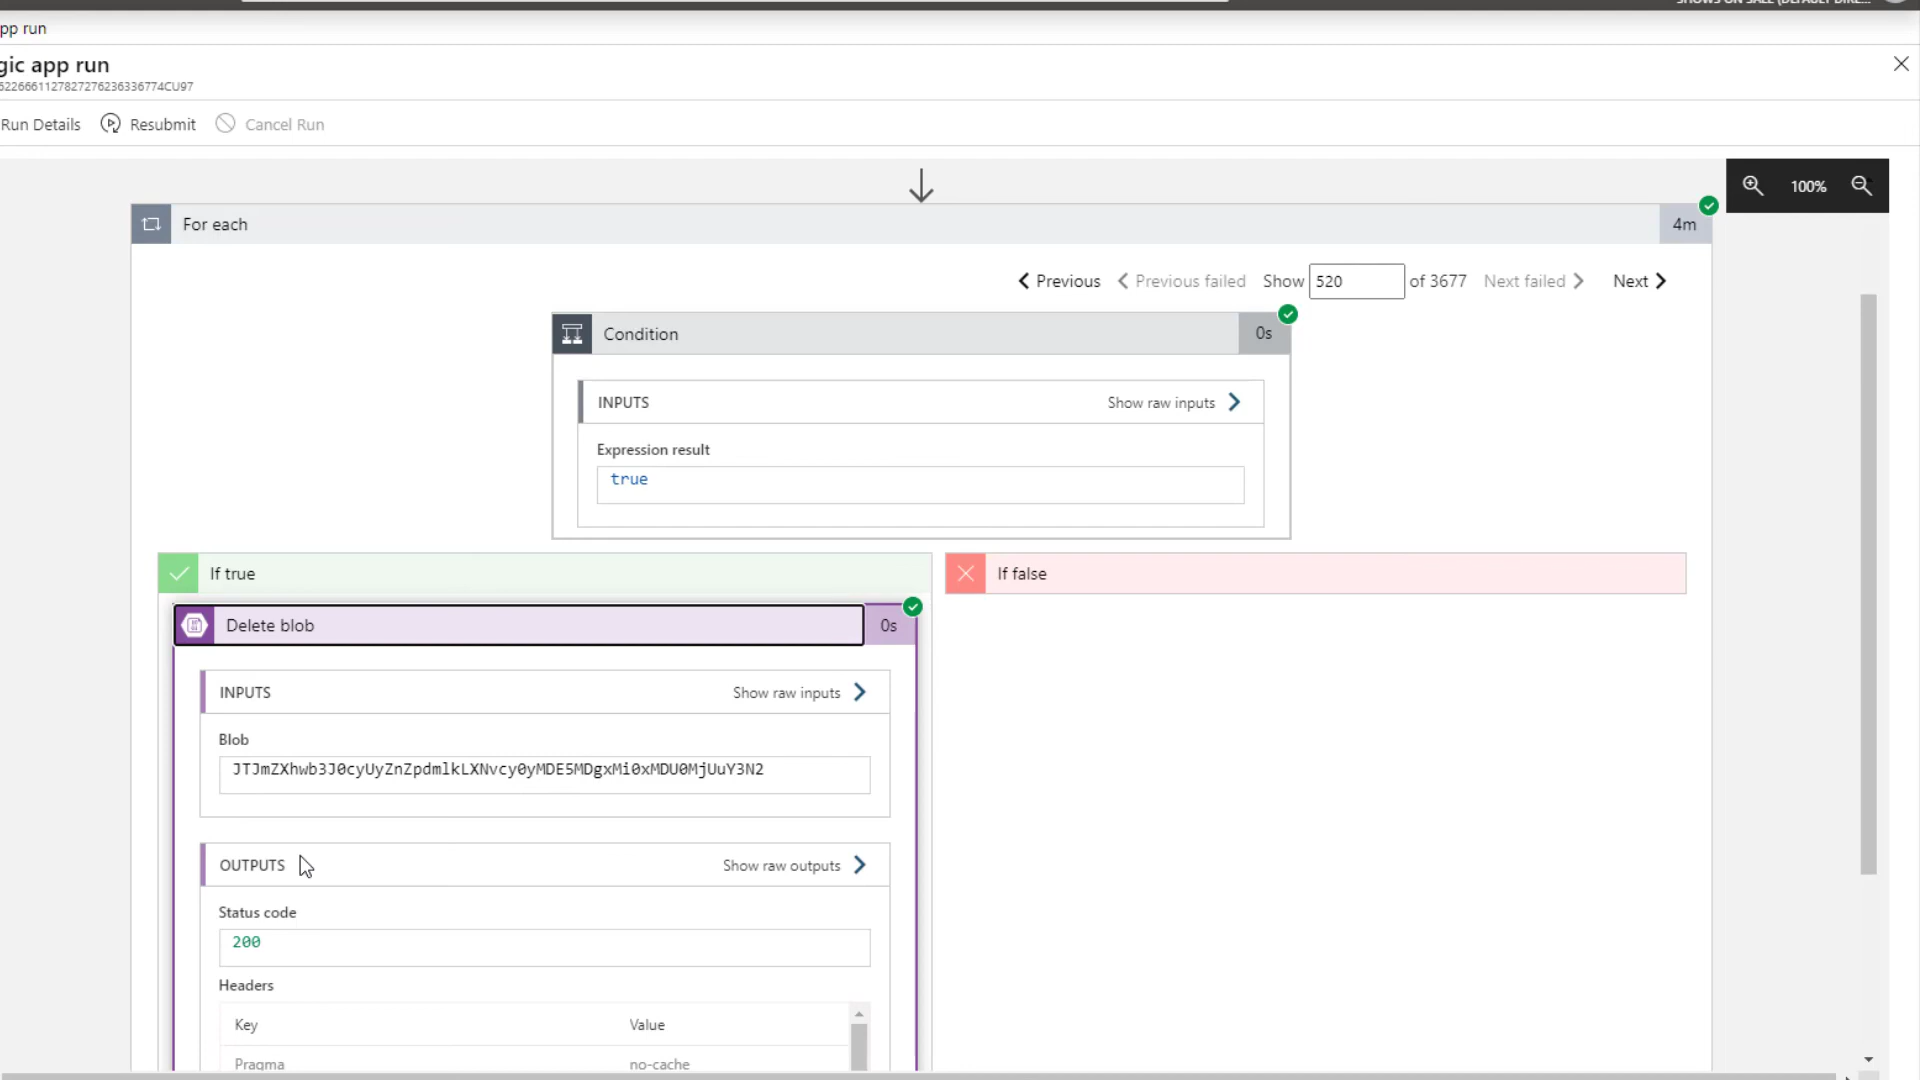 pp run
gic app run
6226661127827276236336774CU97
Run Details Resubmit Cancel Run
100%
For each 4m
Previous Previous failed Show 520 of 3677 Next failed Next
Condition 0s
INPUTS Show raw inputs
Expression result
true
If true If false
Delete blob 0s
INPUTS Show raw inputs
Blob
JTJmZXhwb3J0cyUyZnZpdmlkLXNvcy0yMDE5MDgxMi0xMDU0MjUuY3N2
OUTPUTS Show raw outputs
Status code
200
Headers
Key Value
Pragma no-cache